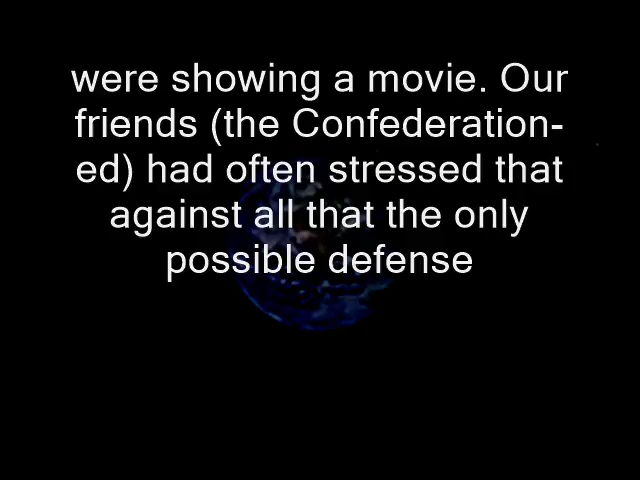 were showing a movie. Our
friends (the Confederation-
ed) had often stressed that
against all that the only
possible defense